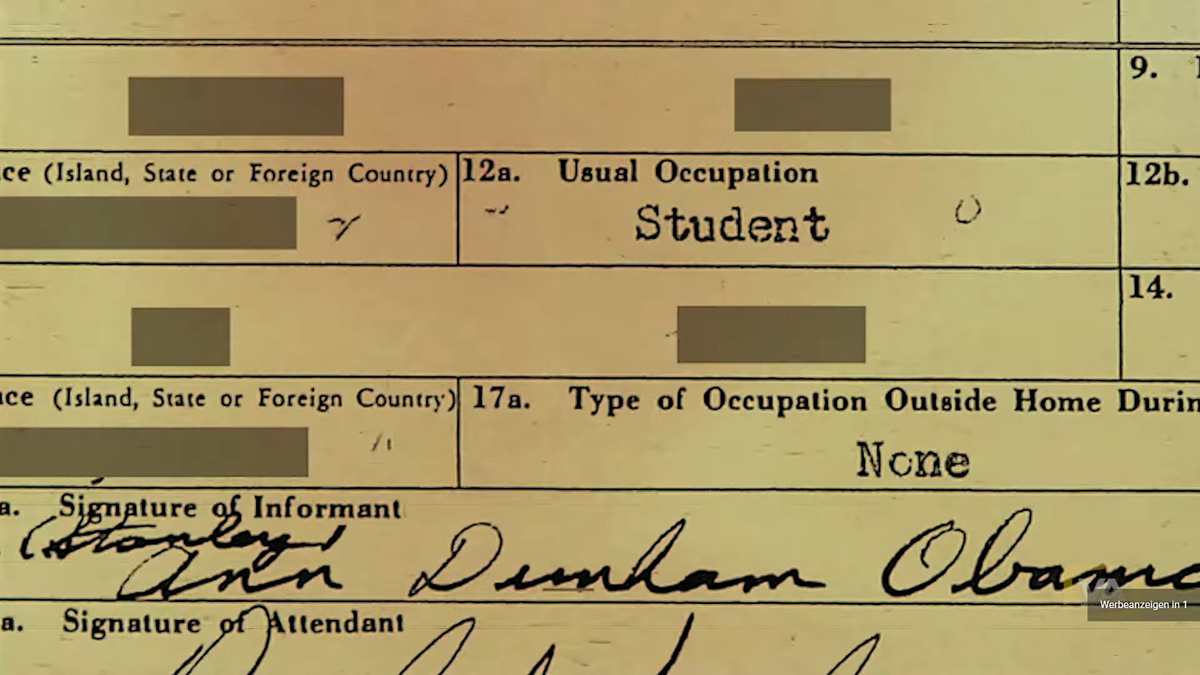 9.
ce (Island, State or Foreign Country) 12a. Usual Occupation 12b.
Student
14.
ce (Island, State or Foreign Country) 17a. Type of Occupation Outside Home Durin
None
a. Signature of Informant
(Stanley)
Ann Dunham Obama
Werbeanzeigen in 1
a. Signature of Attendant